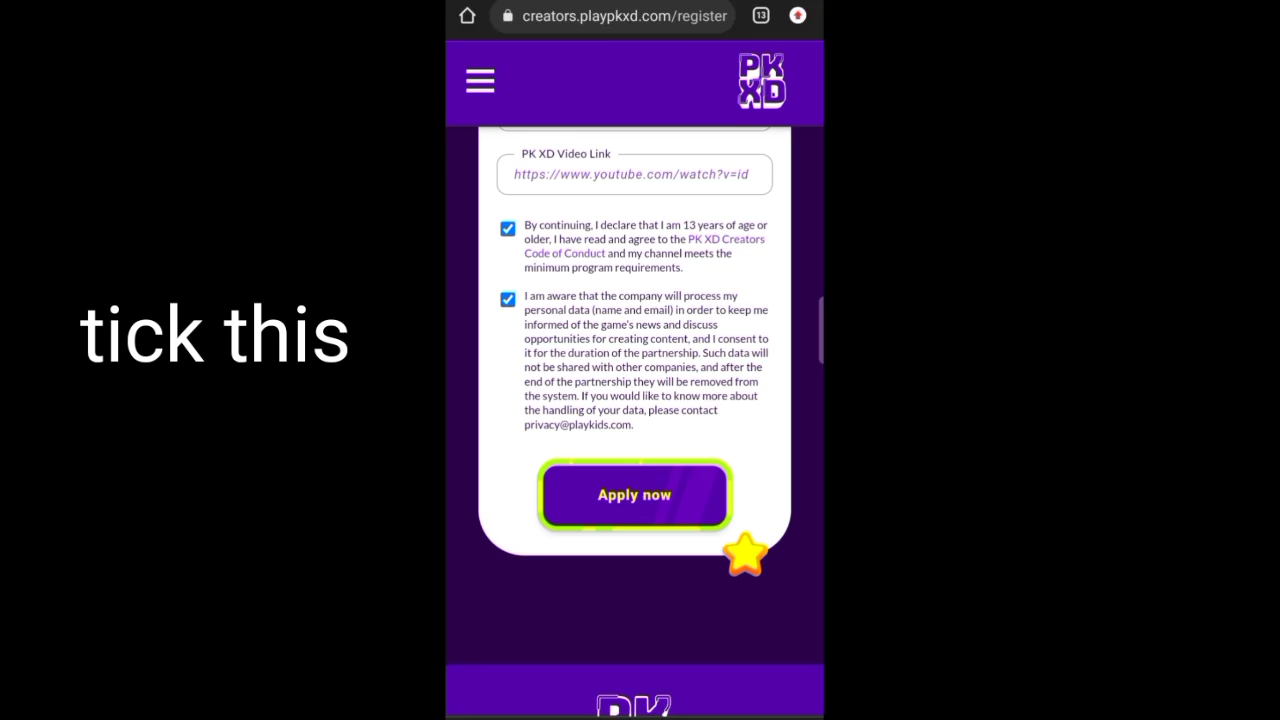 creators.playpkxd.com/register
13
PK
XD
PK XD Video Link
https://www.youtube.com/watch?v=id
By continuing, I declare that I am 13 years of age or
older, I have read and agree to the PK XD Creators
Code of Conduct and my channel meets the
minimum program requirements.
I am aware that the company will process my
personal data (name and email) in order to keep me
informed of the game's news and discuss
opportunities for creating content, and I consent to
it for the duration of the partnership. Such data will
not be shared with other companies, and after the
end of the partnership they will be removed from
the system. If you would like to know more about
the handling of your data, please contact
privacy@playkids.com.
tick this
Apply now
PK